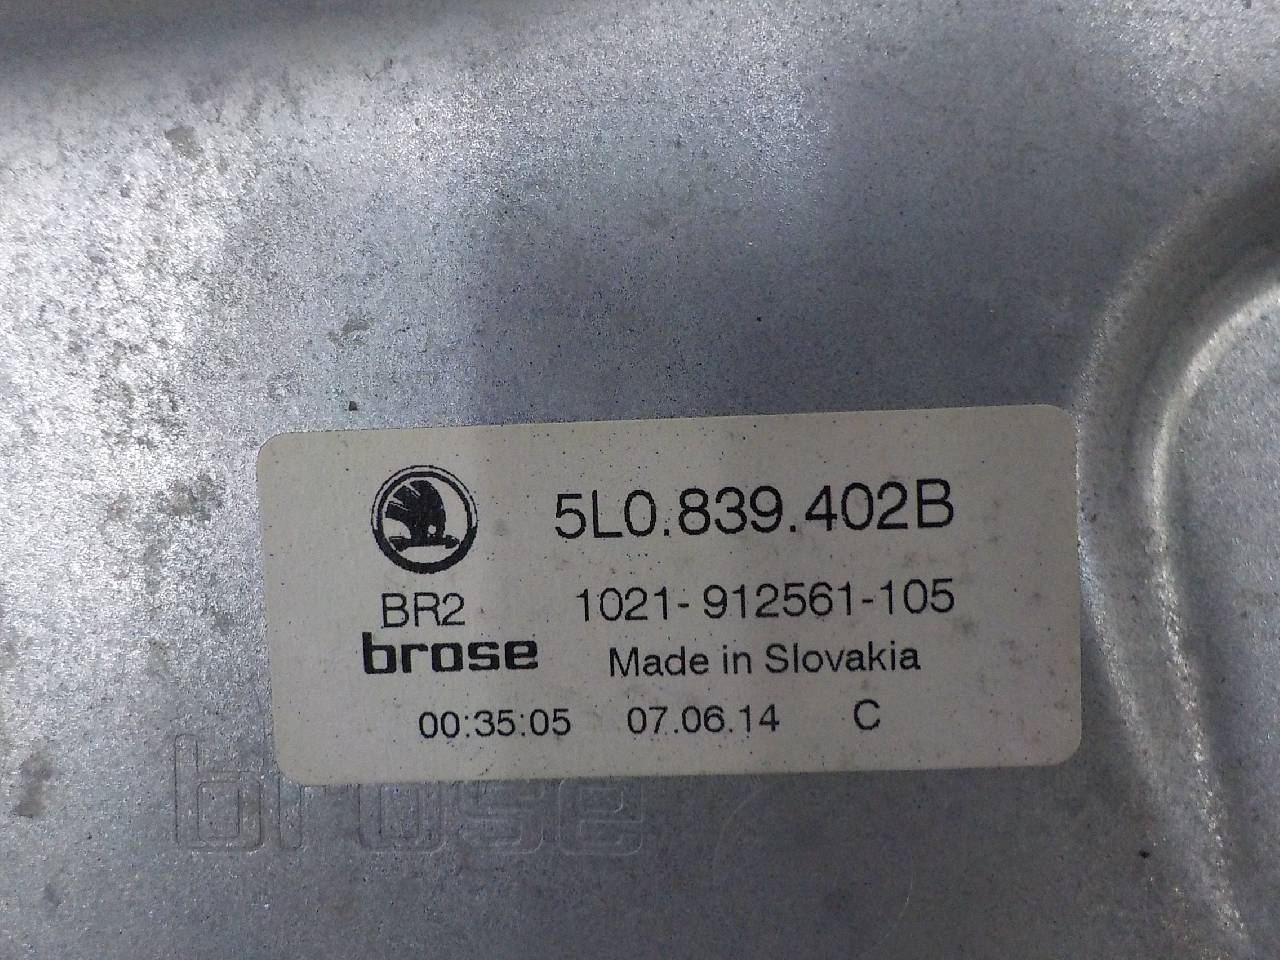 5L0.839.402B
BR2 1021-912561-105
brose Made in Slovakia
00:35:05 07.06.14 C
brose